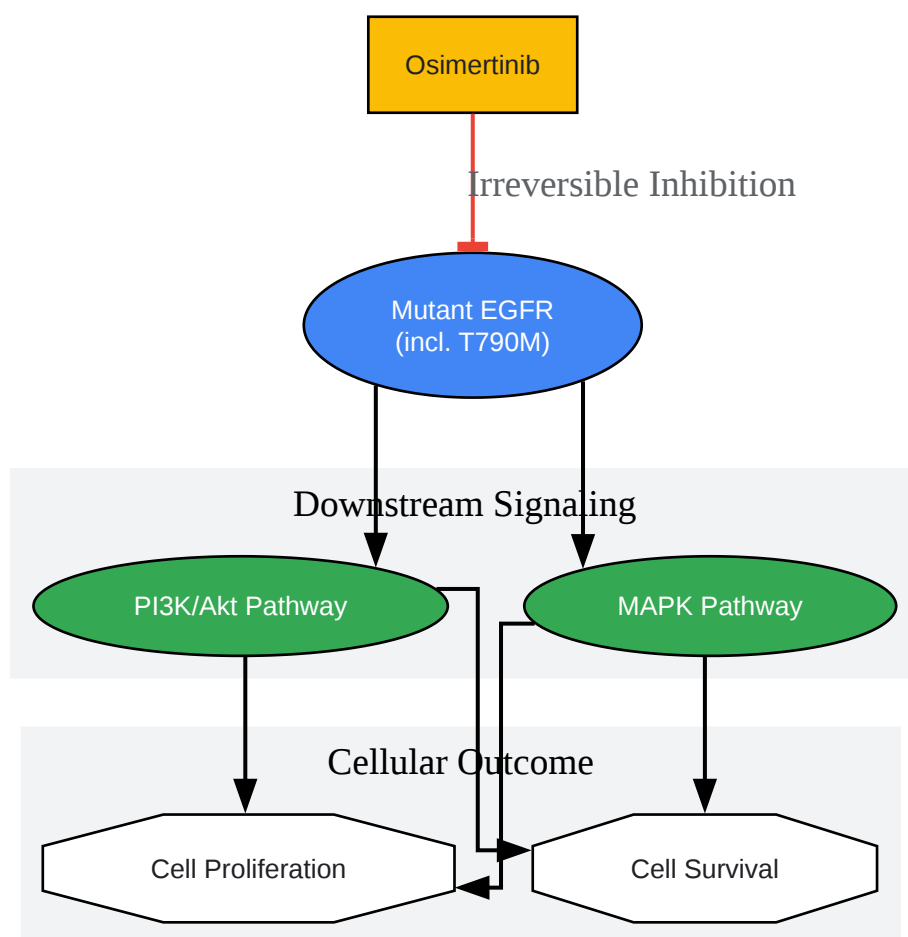 Osimertinib
Irreversible Inhibition
Mutant EGFR
(incl. T790M)
Downstream Signaling
PI3K/Akt Pathway
MAPK Pathway
Cellular Outcome
Cell Proliferation
Cell Survival